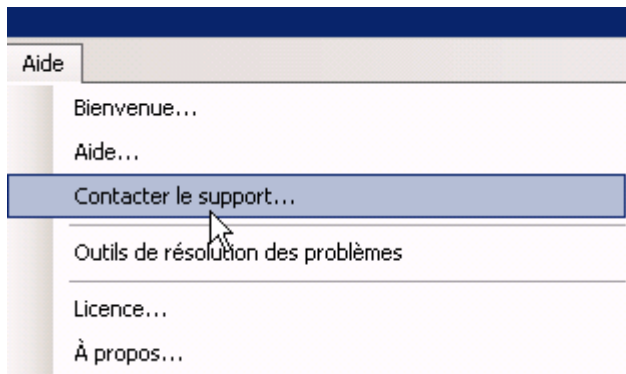 Aide
Bienvenue...
Aide...
Contacter le support...
Outils de résolution des problèmes
Licence...
À propos...